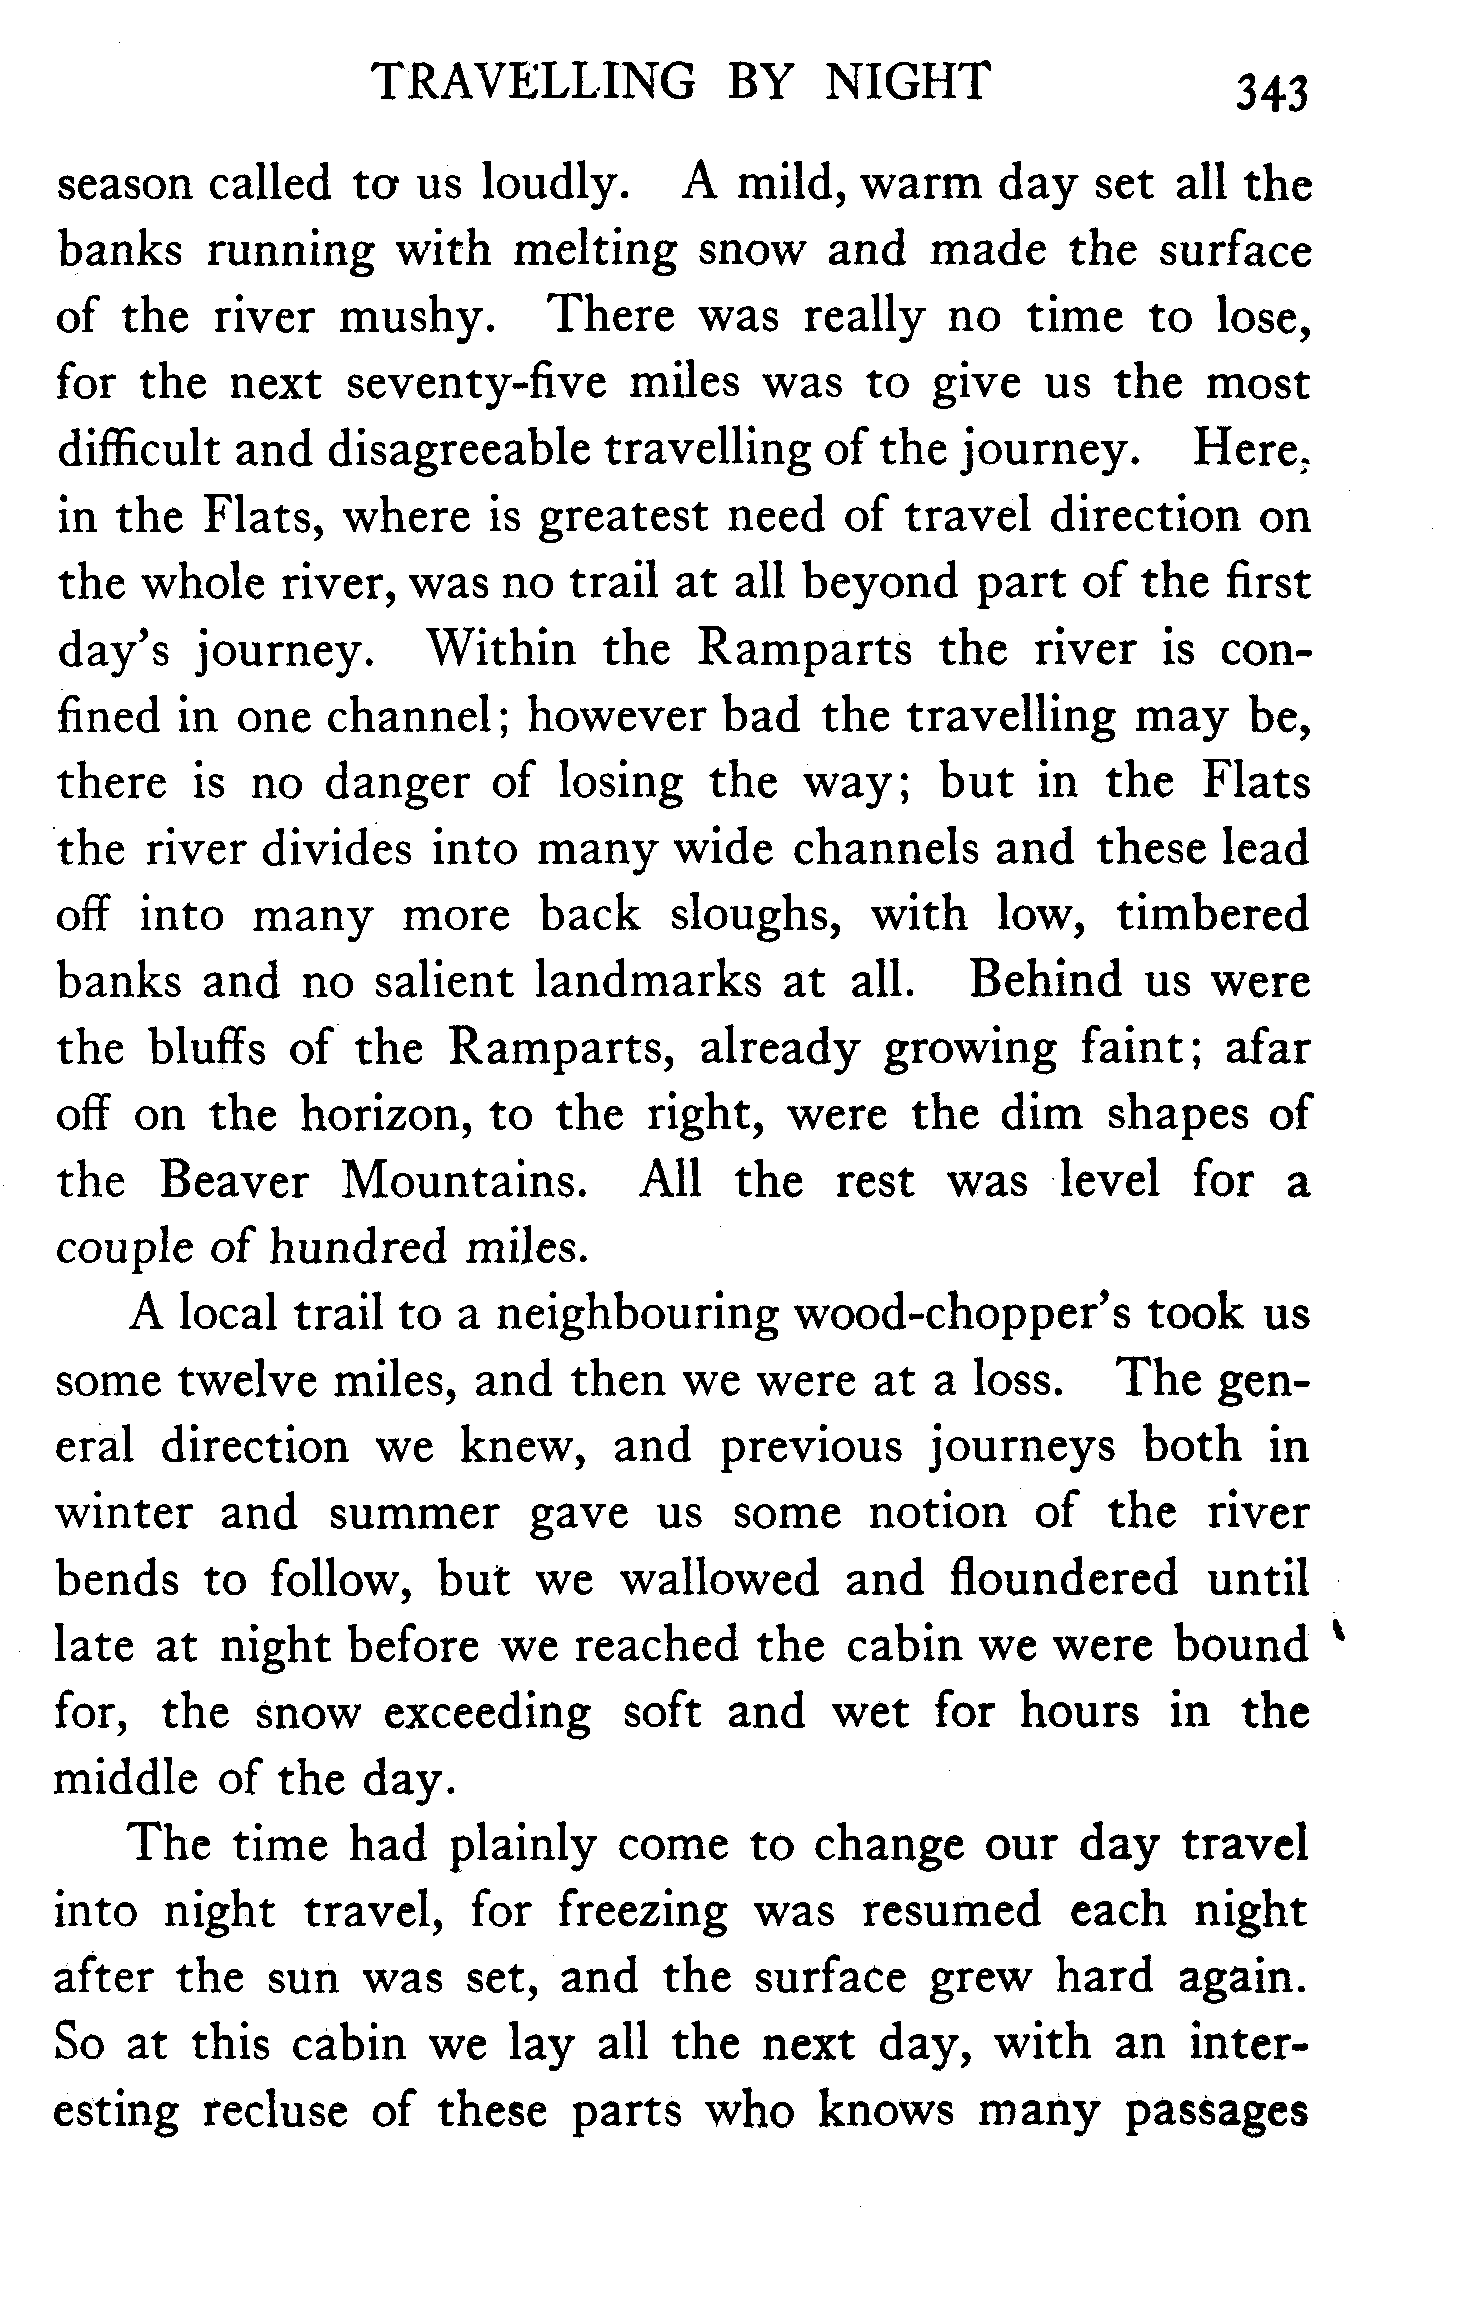 TRAVELLING BY NIGHT 343
season called to us loudly. A mild, warm day set all the
banks running with melting snow and made the surface
of the river mushy. There was really no time to lose,
for the next seventy-five miles was to give us the most
difficult and disagreeable travelling of the journey. Here,
in the Flats, where is greatest need of travel direction on
the whole river, was no trail at all beyond part of the first
day's journey. Within the Ramparts the river is con-
fined in one channel; however bad the travelling may be,
there is no danger of losing the way; but in the Flats
the river divides into many wide channels and these lead
off into many more back sloughs, with low, timbered
banks and no salient landmarks at all. Behind us were
the bluffs of the Ramparts, already growing faint; afar
off on the horizon, to the right, were the dim shapes of
the Beaver Mountains. All the rest was level for a
couple of hundred miles.
A local trail to a neighbouring wood-chopper's took us
some twelve miles, and then we were at a loss. The gen-
eral direction we knew, and previous journeys both in
winter and summer gave us some notion of the river
bends to follow, but we wallowed and floundered until
late at night before we reached the cabin we were bound
for, the snow exceeding soft and wet for hours in the
middle of the day.
The time had plainly come to change our day travel
into night travel, for freezing was resumed each night
after the sun was set, and the surface grew hard again.
So at this cabin we lay all the next day, with an inter-
esting recluse of these parts who knows many passages